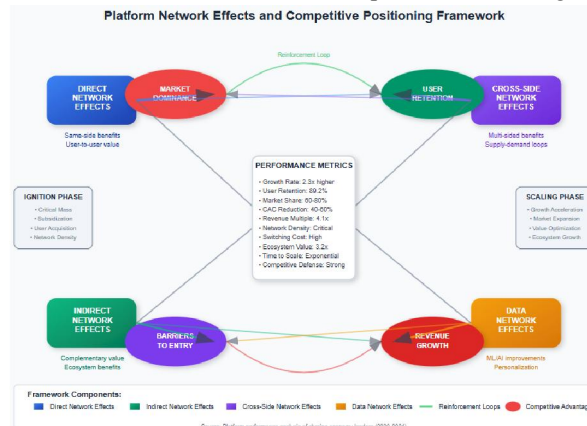 Platform Network Effects and Competitive Positioning Framework
Reinforcement Loop
DIRECT
NETWORK
EFFECTS
MARKET
DOMINANCE
USER
RETENTION
CROSS-SIDE
NETWORK
EFFECTS
Same-side benefits
User-to-user value
Multi-sided benefits
Supply-demand loops
PERFORMANCE METRICS
• Growth Rate: 2.3x higher
• User Retention: 89.2%
• Market Share: 60-80%
• CAC Reduction: 40-60%
• Revenue Multiple: 4.1x
• Network Density: Critical
• Switching Cost: High
• Ecosystem Value: 3.2x
• Time to Scale: Exponential
• Competitive Defense: Strong
IGNITION PHASE
• Critical Mass
• Subsidization
• User Acquisition
• Network Density
SCALING PHASE
• Growth Acceleration
• Market Expansion
• Value Optimization
• Ecosystem Growth
INDIRECT
NETWORK
EFFECTS
BARRIERS
TO ENTRY
REVENUE
GROWTH
DATA
NETWORK
EFFECTS
Complementary value
Ecosystem benefits
ML/AI improvements
Personalization
Framework Components:
Direct Network Effects
Indirect Network Effects
Cross-Side Network Effects
Data Network Effects
Reinforcement Loops
Competitive Advantag